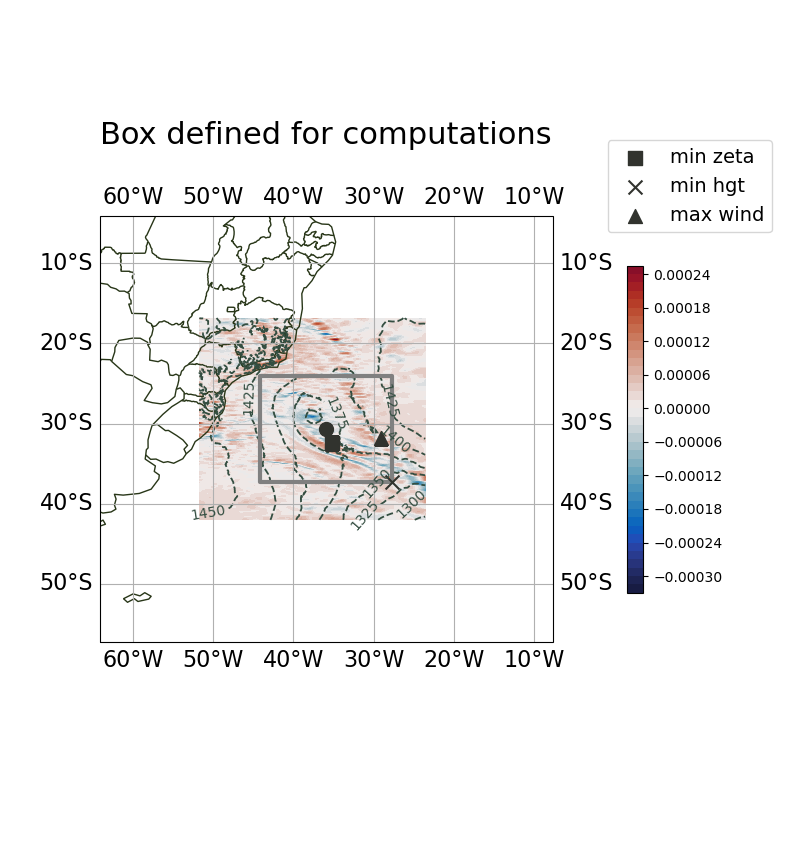 Box defined for computations
min zeta
min hgt
max wind
60°W 50°W 40°W 30°W 20°W 10°W
10°S 10°S
20°S 20°S
30°S 30°S
40°S 40°S
50°S 50°S
60°W 50°W 40°W 30°W 20°W 10°W
1425
1375
1425
1400
1350
1300
1325
1450
0.00024
0.00018
0.00012
0.00006
0.00000
−0.00006
−0.00012
−0.00018
−0.00024
−0.00030